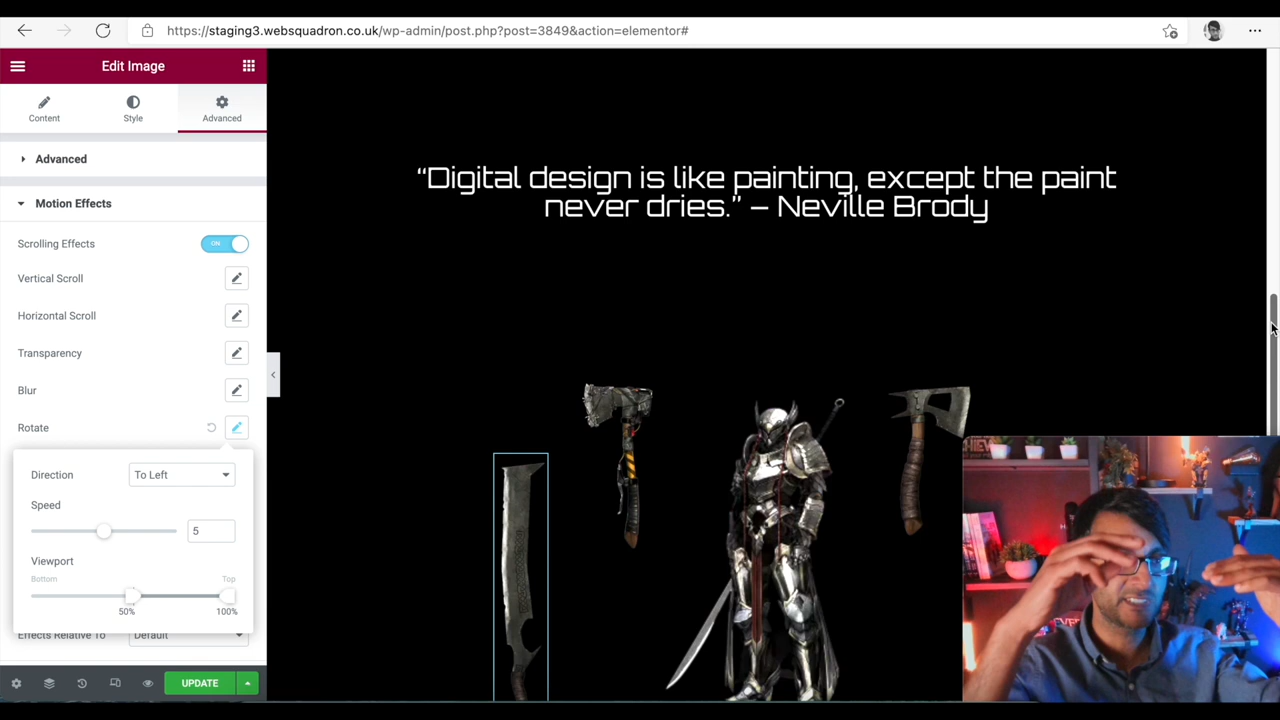 https://staging3.websquadron.co.uk/wp-admin/post.php?post=3849&action=elementor#
Edit Image
Content
Style
Advanced
Advanced
Motion Effects
Scrolling Effects
ON
Vertical Scroll
Horizontal Scroll
Transparency
Blur
Rotate
Direction
To Left
Speed
5
Viewport
Bottom
Top
50%
100%
Effects Relative To
Default
UPDATE
“Digital design is like painting, except the paint
never dries.” – Neville Brody